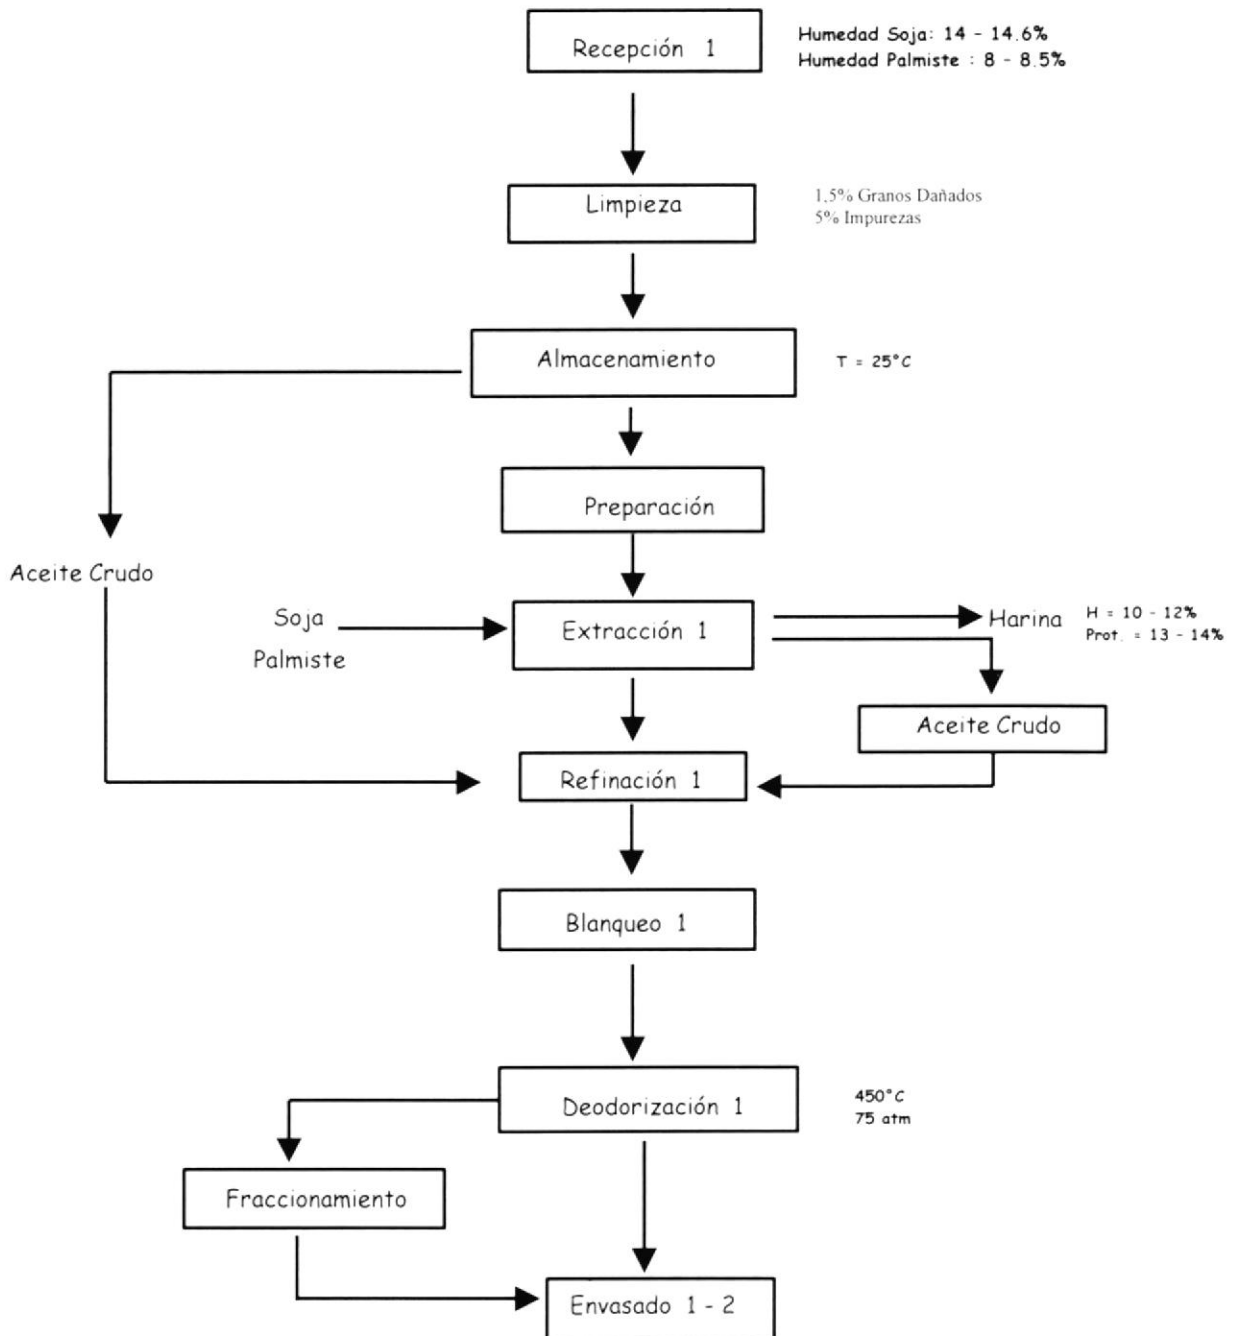 Recepción 1
Humedad Soja: 14 - 14.6%
Humedad Palmiste : 8 - 8.5%
Limpieza
1,5% Granos Dañados
5% Impurezas
Almacenamiento
T = 25°C
Preparación
Aceite Crudo
Soja
Palmiste
Extracción 1
Harina
H = 10 - 12%
Prot. = 13 - 14%
Aceite Crudo
Refinación 1
Blanqueo 1
Deodorización 1
450°C
75 atm
Fraccionamiento
Envasado 1 - 2